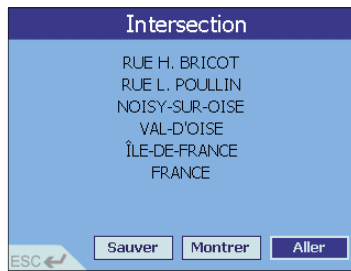 Intersection
RUE H. BRICOT
RUE L. POULLIN
NOISY-SUR-OISE
VAL-D'OISE
ÎLE-DE-FRANCE
FRANCE
Sauver Montrer Aller
ESC